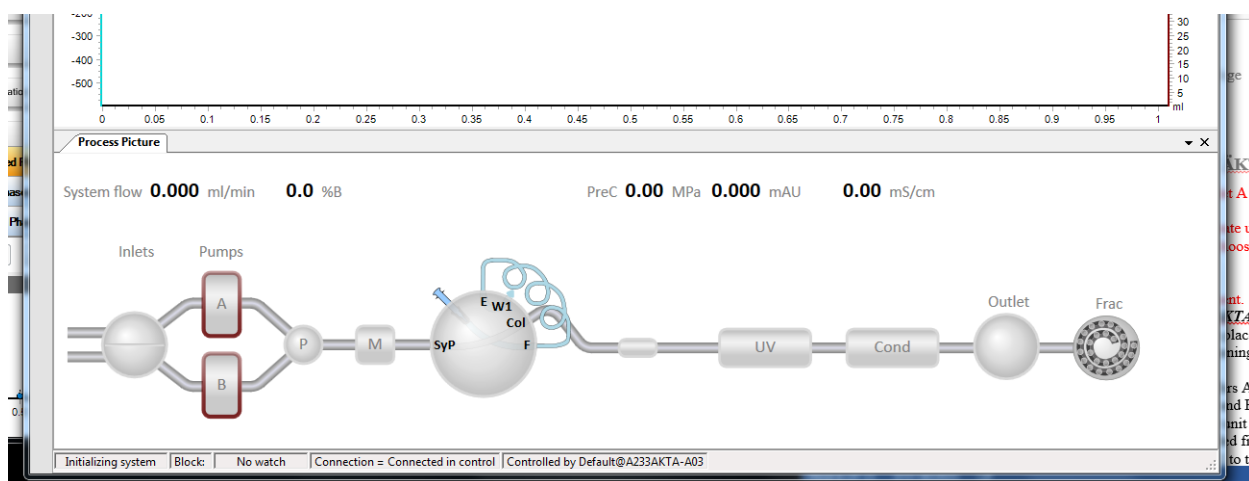 -300
-400
-500
30
25
20
15
10
5
ml
0 0.05 0.1 0.15 0.2 0.25 0.3 0.35 0.4 0.45 0.5 0.55 0.6 0.65 0.7 0.75 0.8 0.85 0.9 0.95 1
Process Picture
System flow 0.000 ml/min 0.0 %B PreC 0.00 MPa 0.000 mAU 0.00 mS/cm
Inlets Pumps
A
E W1
Col
Outlet Frac
P M SyP F UV Cond
B
Initializing system Block: No watch Connection = Connected in control Controlled by Default@A233AKTA-A03